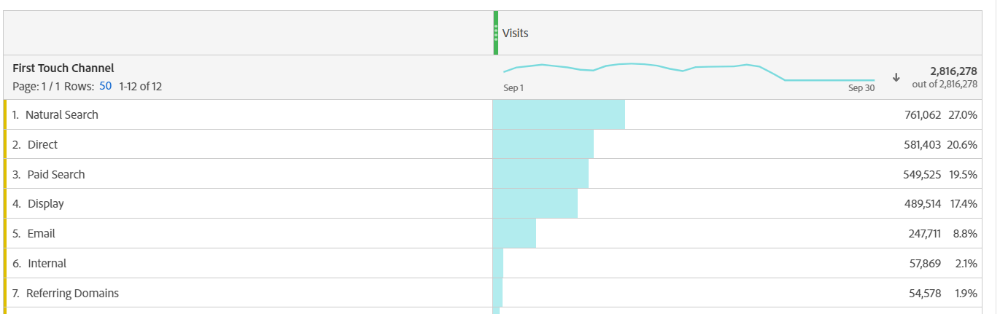 Visits
First Touch Channel
Page: 1 / 1 Rows: 50 1-12 of 12
Sep 1
Sep 30
2,816,278
out of 2,816,278
1. Natural Search 761,062 27.0%
2. Direct 581,403 20.6%
3. Paid Search 549,525 19.5%
4. Display 489,514 17.4%
5. Email 247,711 8.8%
6. Internal 57,869 2.1%
7. Referring Domains 54,578 1.9%